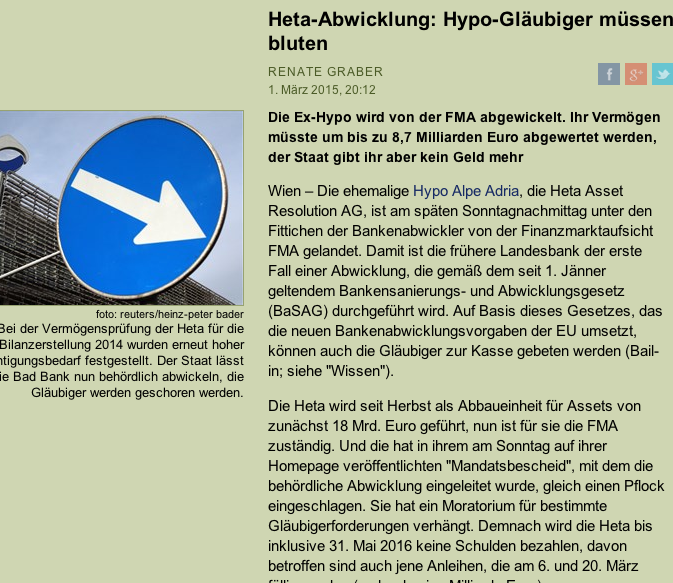 Heta-Abwicklung: Hypo-Gläubiger müssen
bluten
RENATE GRABER
1. März 2015, 20:12
foto: reuters/heinz-peter bader
Bei der Vermögensprüfung der Heta für die
Bilanzerstellung 2014 wurden erneut hoher
festgestellt. Der Staat lässt
Bad Bank nun behördlich abwickeln, die
Gläubiger werden geschoren werden.
Die Ex-Hypo wird von der FMA abgewickelt. Ihr Vermögen
müsste um bis zu 8,7 Milliarden Euro abgewertet werden,
der Staat gibt ihr aber kein Geld mehr
Wien – Die ehemalige Hypo Alpe Adria, die Heta Asset
Resolution AG, ist am späten Sonntagnachmittag unter den
Fittichen der Bankenabwickler von der Finanzmarktaufsicht
FMA gelandet. Damit ist die frühere Landesbank der erste
Fall einer Abwicklung, die gemäß dem seit 1. Jänner
geltendem Bankensanierungs- und Abwicklungsgesetz
(BaSAG) durchgeführt wird. Auf Basis dieses Gesetzes, das
die neuen Bankenabwicklungsvorgaben der EU umsetzt,
können auch die Gläubiger zur Kasse gebeten werden (Bail-
in; siehe "Wissen").
Die Heta wird seit Herbst als Abbaueinheit für Assets von
zunächst 18 Mrd. Euro geführt, nun ist für sie die FMA
zuständig. Und die hat in ihrem am Sonntag auf ihrer
Homepage veröffentlichten "Mandatsbescheid", mit dem die
behördliche Abwicklung eingeleitet wurde, gleich einen Pflock
eingeschlagen. Sie hat ein Moratorium für bestimmte
Gläubigerforderungen verhängt. Demnach wird die Heta bis
inklusive 31. Mai 2016 keine Schulden bezahlen, davon
betroffen sind auch jene Anleihen, die am 6. und 20. März